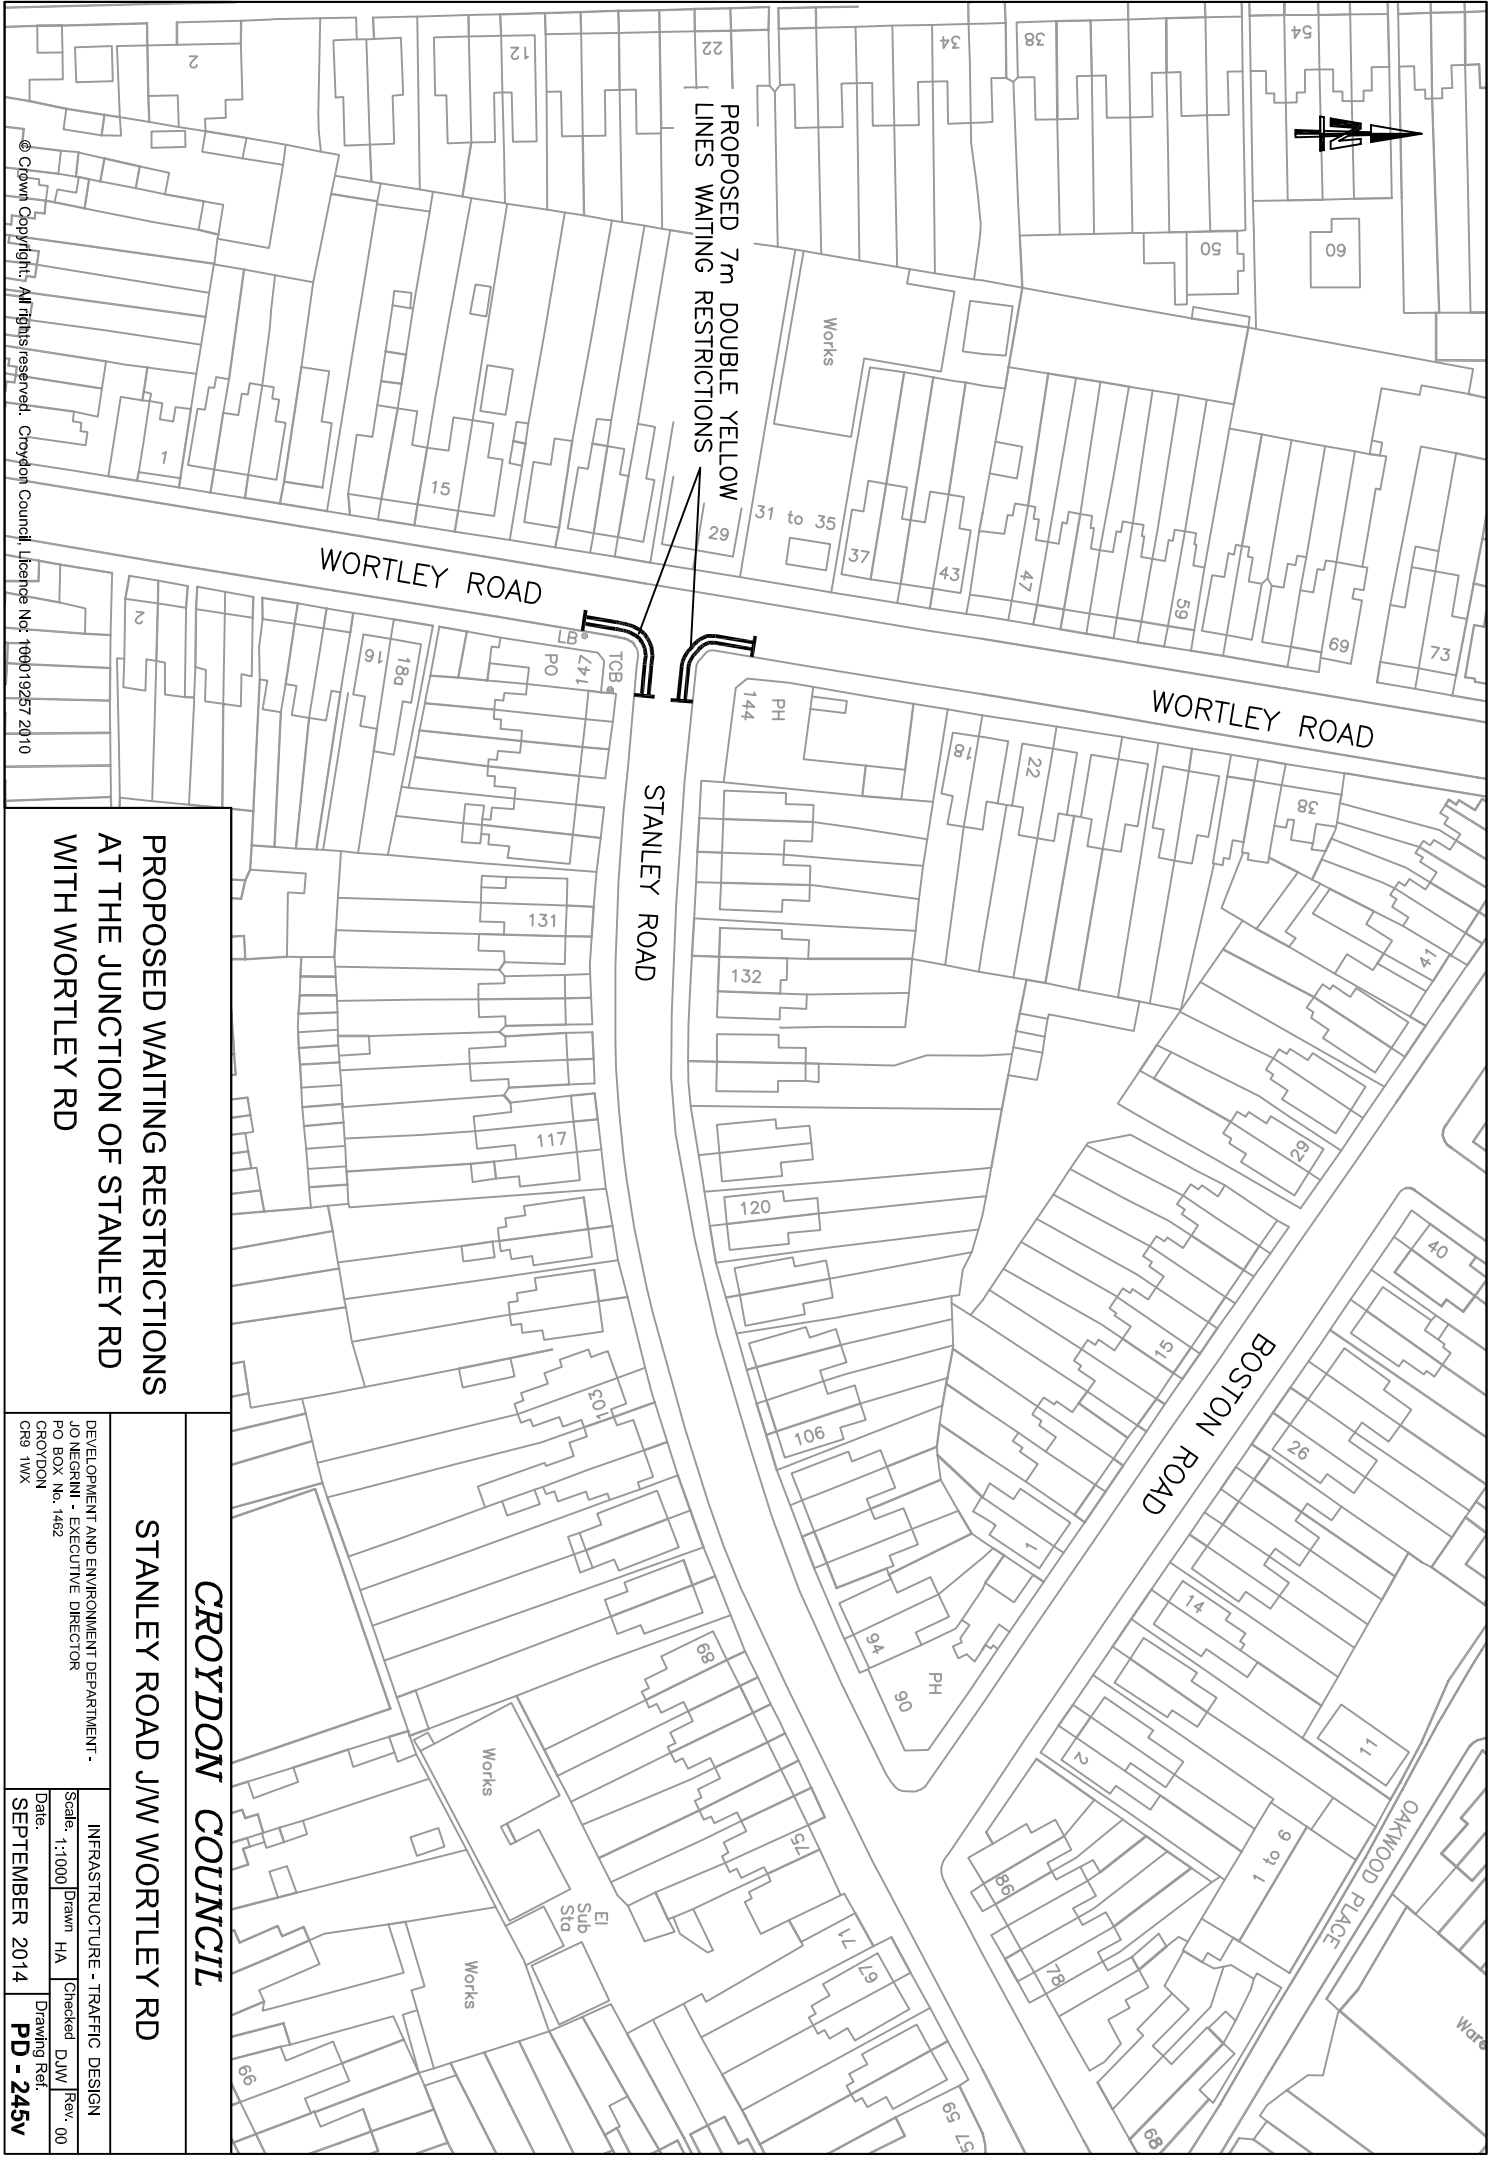 N
PROPOSED 7m DOUBLE YELLOW
LINES WAITING RESTRICTIONS
WORTLEY ROAD
WORTLEY ROAD
STANLEY ROAD
BOSTON ROAD
OAKWOOD PLACE
2
12
22
34
38
54
50
60
Works
1
15
29
31 to 35
37
43
47
59
69
73
2
16
18a
LB
PO
147
TCB
144
PH
18
22
38
41
131
132
29
117
120
15
40
103
106
26
1
14
94
90
PH
89
2
11
75
1 to 6
86
Works
El
Sub
Sta
71
67
78
Works
59
57
68
66
© Crown Copyright. All rights reserved. Croydon Council, Licence No: 100019257 2010
PROPOSED WAITING RESTRICTIONS
AT THE JUNCTION OF STANLEY RD
WITH WORTLEY RD
CROYDON COUNCIL
STANLEY ROAD J/W WORTLEY RD
DEVELOPMENT AND ENVIRONMENT DEPARTMENT -
JO NEGRINI - EXECUTIVE DIRECTOR
PO BOX No. 1462
CROYDON
CR9 1WX
INFRASTRUCTURE - TRAFFIC DESIGN
Scale. 1:1000 Drawn HA Checked DJW Rev. 00
Date.
SEPTEMBER 2014
Drawing Ref.
PD - 245v